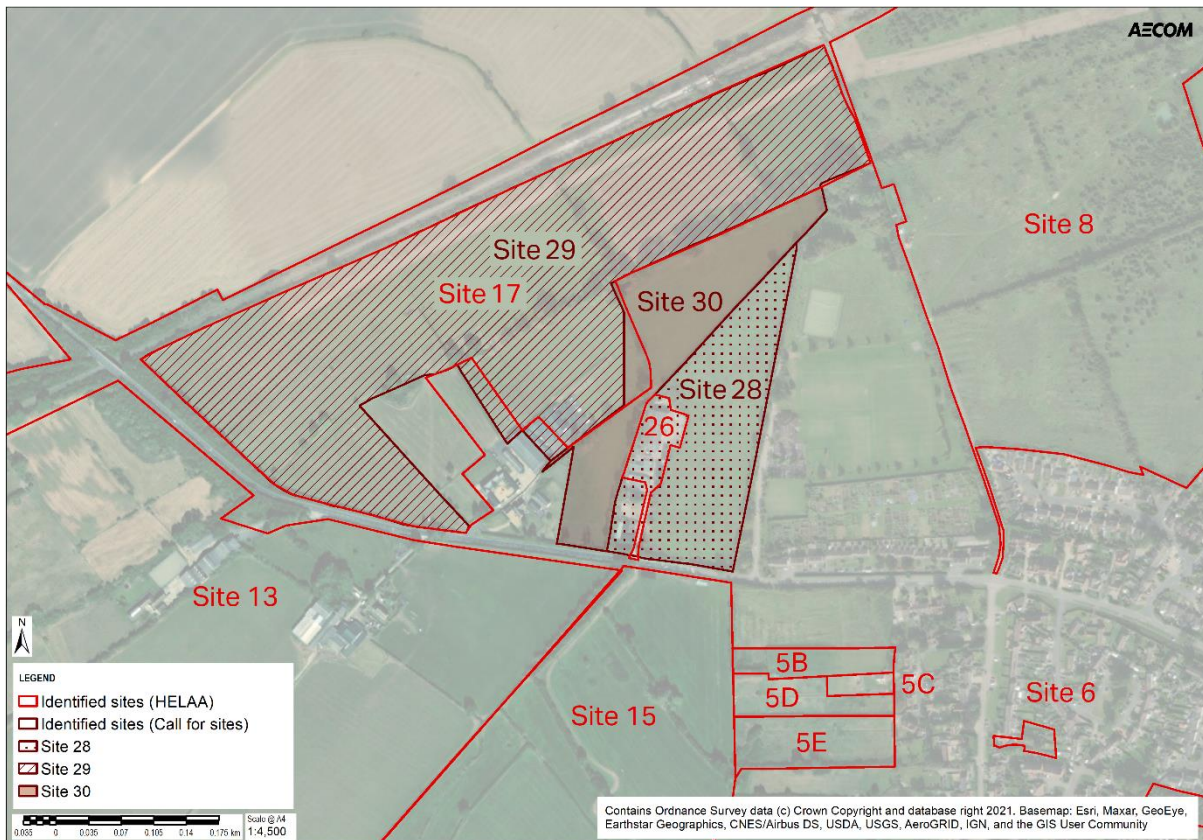 AECOM
Site 8
Site 29
Site 17
Site 30
Site 28
26
Site 13
Site 15
5B
5C
5D
5E
Site 6
N
LEGEND
Identified sites (HELAA)
Identified sites (Call for sites)
Site 28
Site 29
Site 30
0.035 0 0.035 0.07 0.105 0.14 0.175 km
Scale @ A4
1:4,500
Contains Ordnance Survey data (c) Crown Copyright and database right 2021. Basemap: Esri, Maxar, GeoEye,
Earthstar Geographics, CNES/Airbus DS, USDA, USGS, AeroGRID, IGN, and the GIS User Community